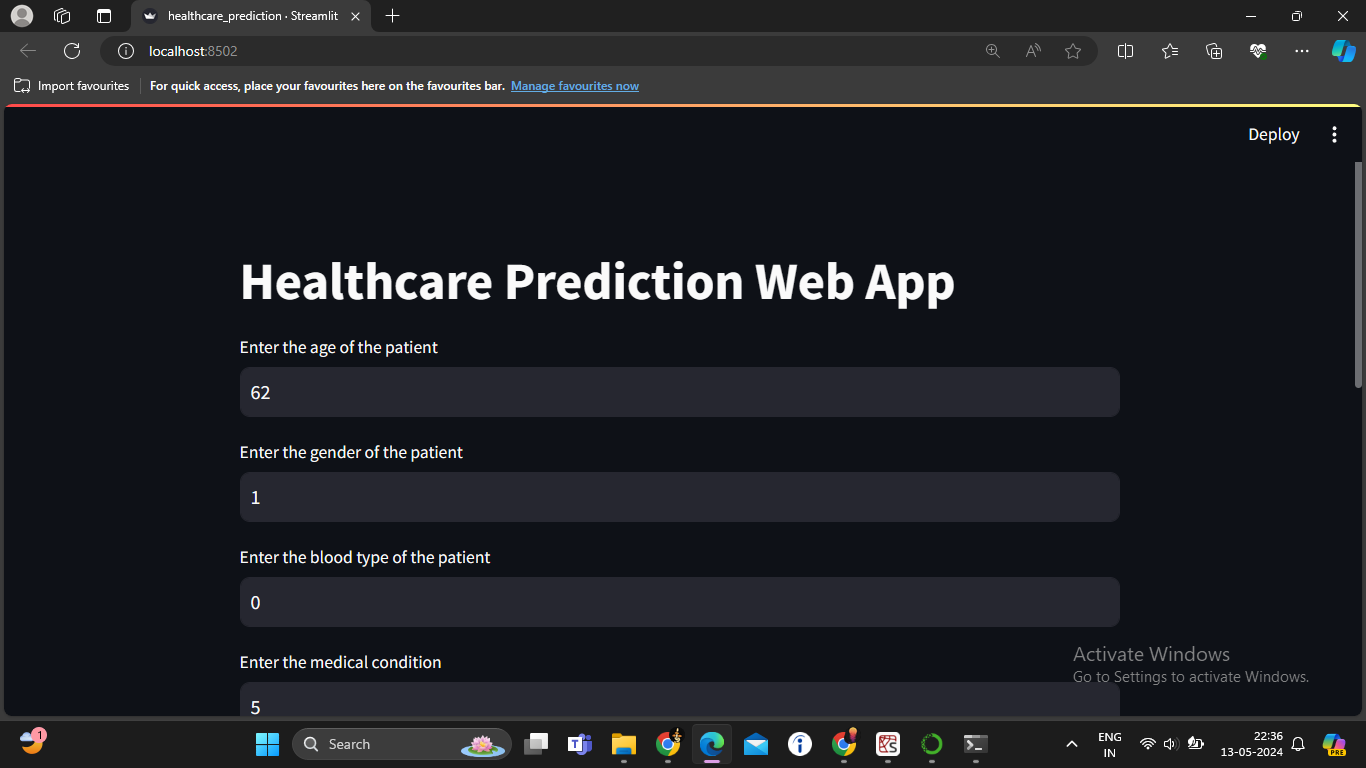 healthcare_prediction · Streamlit
localhost:8502
Import favourites
For quick access, place your favourites here on the favourites bar. Manage favourites now
Deploy
Healthcare Prediction Web App
Enter the age of the patient
62
Enter the gender of the patient
1
Enter the blood type of the patient
0
Enter the medical condition
5
Activate Windows
Go to Settings to activate Windows.
1
Search
ENG
IN
22:36
13-05-2024
PRE